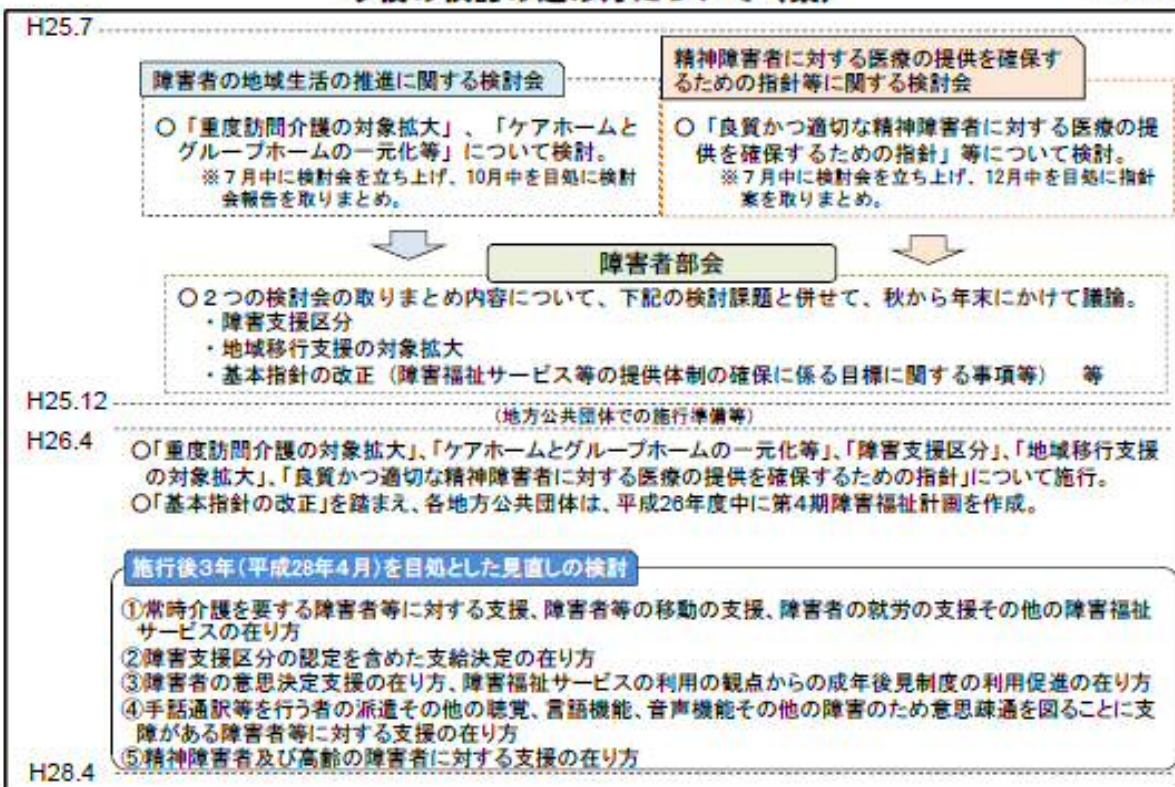 H25.7
障害者の地域生活の推進に関する検討会
○「重度訪問介護の対象拡大」、「ケアホームと
グループホームの一元化等」について検討。
※7月中に検討会を立ち上げ、10月中を目処に検討
会報告を取りまとめ。
精神障害者に対する医療の提供を確保す
るための指針等に関する検討会
○「良質かつ適切な精神障害者に対する医療の提
供を確保するための指針」等について検討。
※7月中に検討会を立ち上げ、12月中を目処に指針
案を取りまとめ。
障害者部会
○2つの検討会の取りまとめ内容について、下記の検討課題と併せて、秋から年末にかけて議論。
・障害支援区分
・地域移行支援の対象拡大
・基本指針の改正（障害福祉サービス等の提供体制の確保に係る目標に関する事項等） 等
H25.12
（地方公共団体での施行準備等）
H26.4
○「重度訪問介護の対象拡大」、「ケアホームとグループホームの一元化等」、「障害支援区分」、「地域移行支援
の対象拡大」、「良質かつ適切な精神障害者に対する医療の提供を確保するための指針」について施行。
○「基本指針の改正」を踏まえ、各地方公共団体は、平成26年度中に第4期障害福祉計画を作成。
施行後3年（平成28年4月）を目処とした見直しの検討
①常時介護を要する障害者等に対する支援、障害者等の移動の支援、障害者の就労の支援その他の障害福祉
サービスの在り方
②障害支援区分の認定を含めた支給決定の在り方
③障害者の意思決定支援の在り方、障害福祉サービスの利用の観点からの成年後見制度の利用促進の在り方
④手話通訳等を行う者の派遣その他の聴覚、言語機能、音声機能その他の障害のため意思疎通を図ることに支
障がある障害者等に対する支援の在り方
⑤精神障害者及び高齢の障害者に対する支援の在り方
H28.4